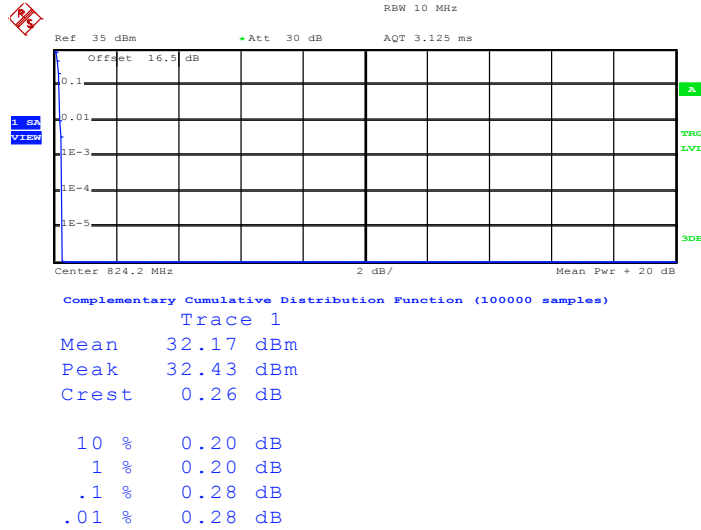 RBW 10 MHz
Ref 35 dBm * Att 30 dB AQT 3.125 ms
Offset 16.5 dB
0.1
A
0.01
1 SA
VIEW
TRG
LVL
1E-3
1E-4
1E-5
3DB
Center 824.2 MHz 2 dB/ Mean Pwr + 20 dB
Complementary Cumulative Distribution Function (100000 samples)
Trace 1
Mean 32.17 dBm
Peak 32.43 dBm
Crest 0.26 dB
10 % 0.20 dB
1 % 0.20 dB
.1 % 0.28 dB
.01 % 0.28 dB